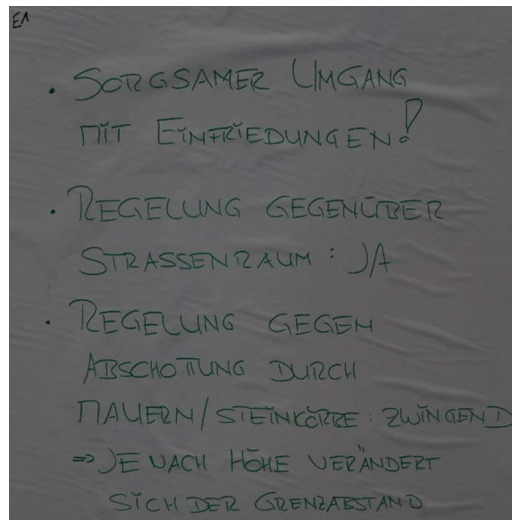 E1
• SORGSAMER UMGANG
MIT EINFRIEDUNGEN!
• REGELUNG GEGENÜBER
STRASSENRAUM: JA
• REGELUNG GEGEN
ABSCHOTTUNG DURCH
MAUERN/STEINKÖRBE: ZWINGEND
⇒ JE NACH HÖHE VERÄNDERT
SICH DER GRENZABSTAND